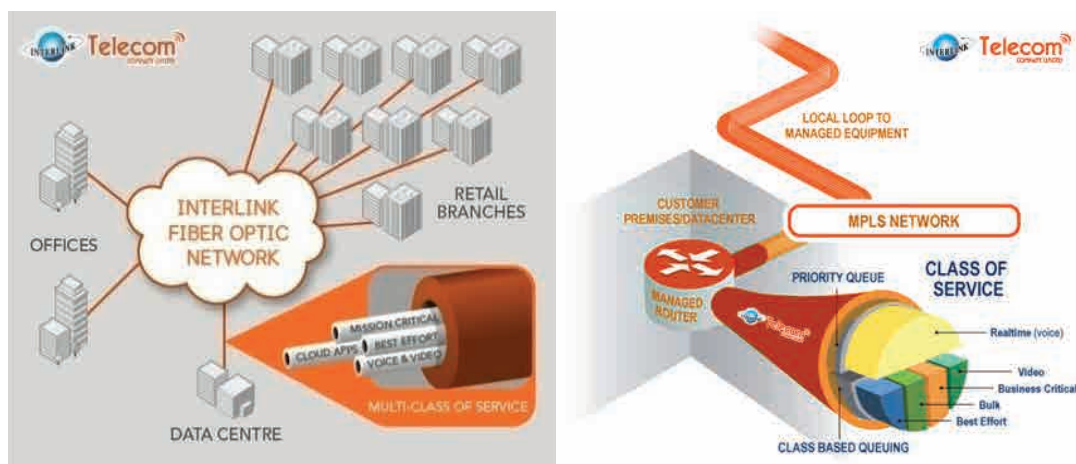 INTERLINK
Telecom
INTERLINK
FIBER OPTIC
NETWORK
OFFICES
RETAIL
BRANCHES
MISSION CRITICAL
CLOUD APPS
BEST EFFORT
VOICE & VIDEO
MULTI-CLASS OF SERVICE
DATA CENTRE
INTERLINK
Telecom
LOCAL LOOP TO
MANAGED EQUIPMENT
CUSTOMER
PREMISES/DATACENTER
MPLS NETWORK
MANAGED
ROUTER
PRIORITY QUEUE
CLASS OF
SERVICE
Telecom
Realtime (voice)
Video
Business Critical
Bulk
Best Effort
CLASS BASED QUEUING